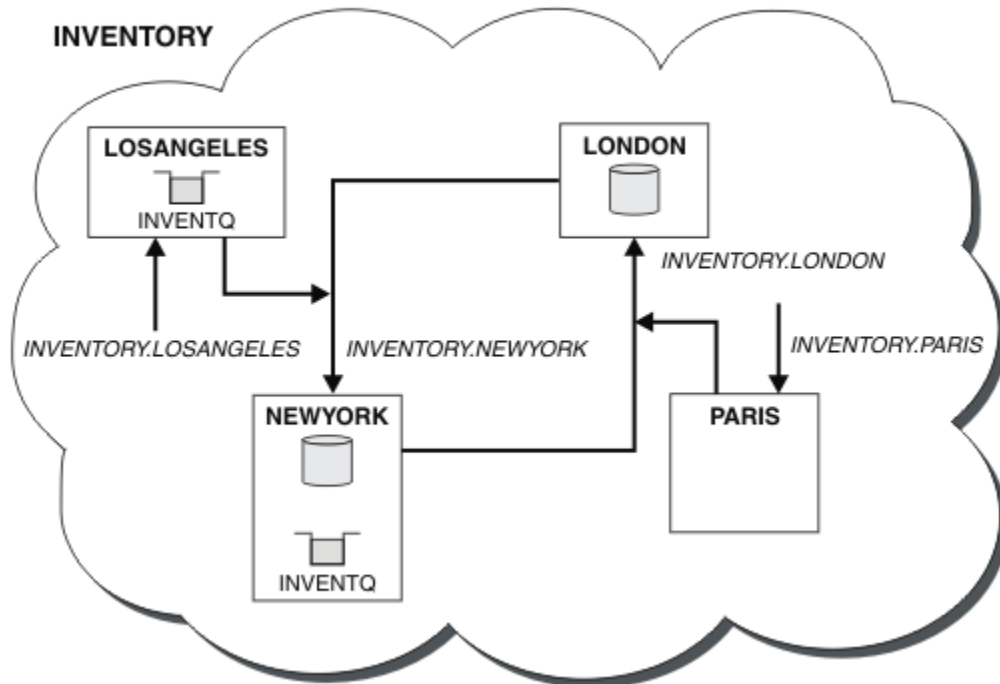 INVENTORY
LOSANGELES
INVENTQ
LONDON
INVENTORY.LONDON
INVENTORY.LOSANGELES
INVENTORY.NEWYORK
INVENTORY.PARIS
NEWYORK
INVENTQ
PARIS